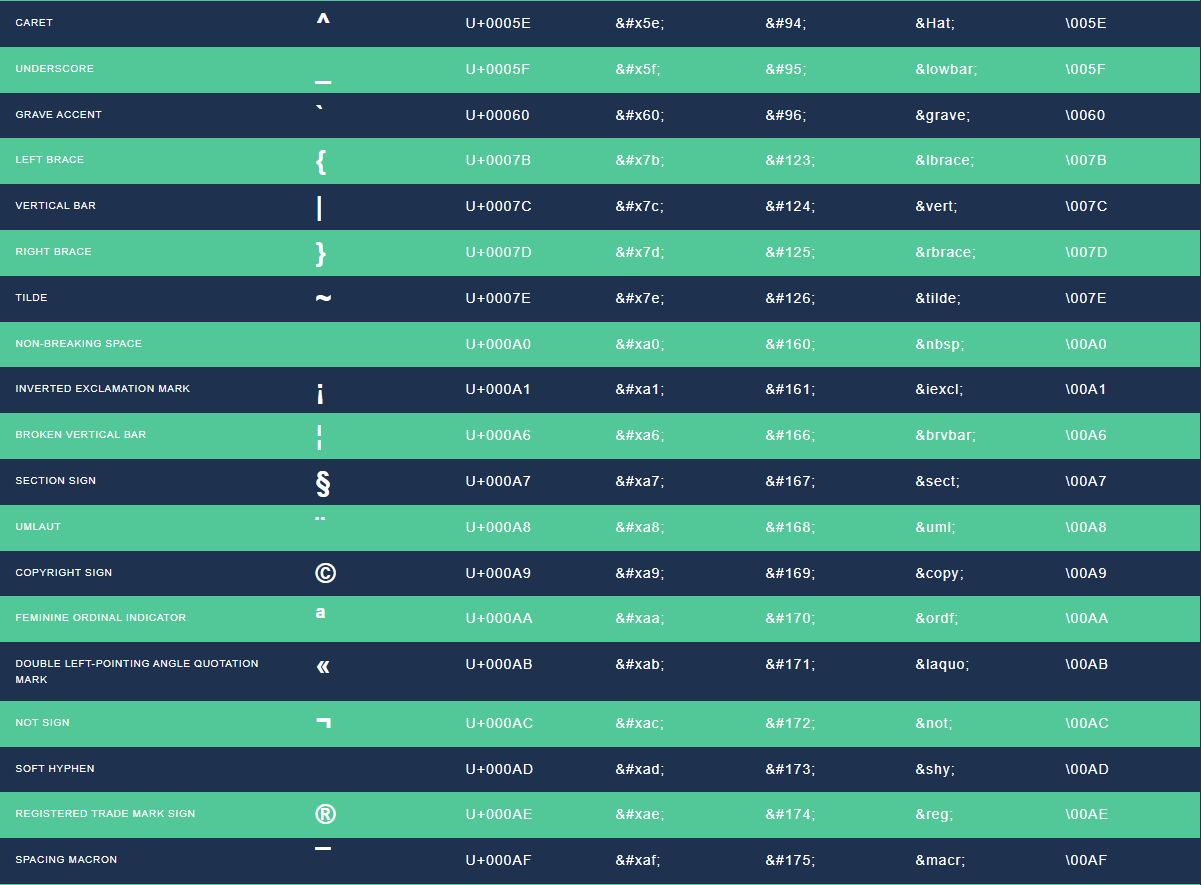 CARET ^ U+0005E &#x5e; &#94; &Hat; \005E
UNDERSCORE _ U+0005F &#x5f; &#95; &lowbar; \005F
GRAVE ACCENT ` U+00060 &#x60; &#96; &grave; \0060
LEFT BRACE { U+0007B &#x7b; &#123; &lbrace; \007B
VERTICAL BAR | U+0007C &#x7c; &#124; &vert; \007C
RIGHT BRACE } U+0007D &#x7d; &#125; &rbrace; \007D
TILDE ~ U+0007E &#x7e; &#126; &tilde; \007E
NON-BREAKING SPACE U+000A0 &#xa0; &#160; &nbsp; \00A0
INVERTED EXCLAMATION MARK ¡ U+000A1 &#xa1; &#161; &iexcl; \00A1
BROKEN VERTICAL BAR ¦ U+000A6 &#xa6; &#166; &brvbar; \00A6
SECTION SIGN § U+000A7 &#xa7; &#167; &sect; \00A7
UMLAUT ¨ U+000A8 &#xa8; &#168; &uml; \00A8
COPYRIGHT SIGN © U+000A9 &#xa9; &#169; &copy; \00A9
FEMININE ORDINAL INDICATOR ª U+000AA &#xaa; &#170; &ordf; \00AA
DOUBLE LEFT-POINTING ANGLE QUOTATION « U+000AB &#xab; &#171; &laquo; \00AB
MARK
NOT SIGN ¬ U+000AC &#xac; &#172; &not; \00AC
SOFT HYPHEN U+000AD &#xad; &#173; &shy; \00AD
REGISTERED TRADE MARK SIGN ® U+000AE &#xae; &#174; &reg; \00AE
SPACING MACRON ¯ U+000AF &#xaf; &#175; &macr; \00AF